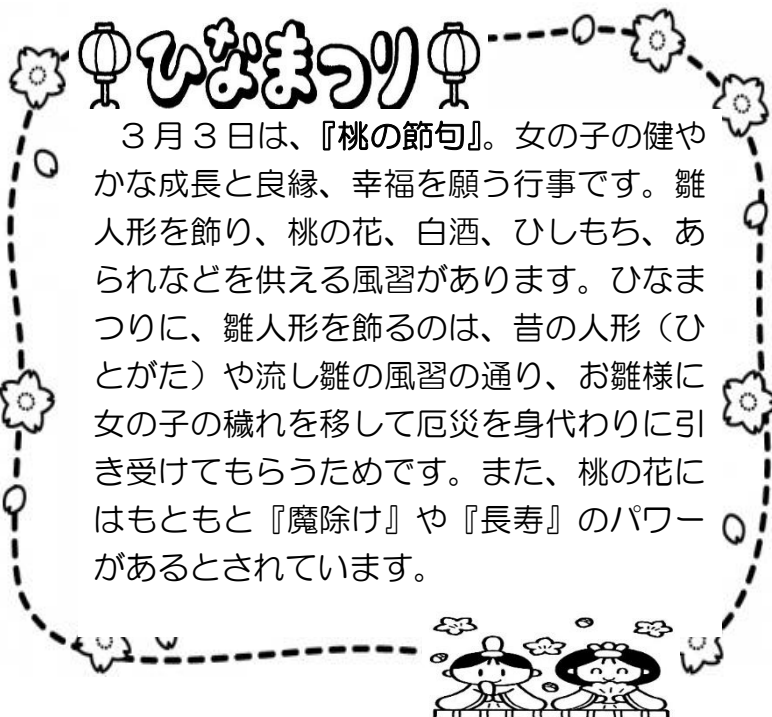 ひなまつり
３月３日は、『桃の節句』。女の子の健や
かな成長と良縁、幸福を願う行事です。雛
人形を飾り、桃の花、白酒、ひしもち、あ
られなどを供える風習があります。ひなま
つりに、雛人形を飾るのは、昔の人形（ひ
とがた）や流し雛の風習の通り、お雛様に
女の子の穢れを移して厄災を身代わりに引
き受けてもらうためです。また、桃の花に
はもともと『魔除け』や『長寿』のパワー
があるとされています。